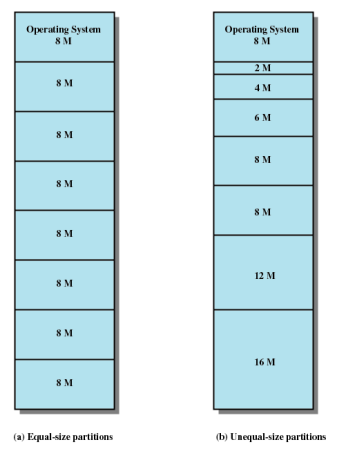 Operating System
8 M
8 M
8 M
8 M
8 M
8 M
8 M
8 M
(a) Equal-size partitions
Operating System
8 M
2 M
4 M
6 M
8 M
8 M
12 M
16 M
(b) Unequal-size partitions